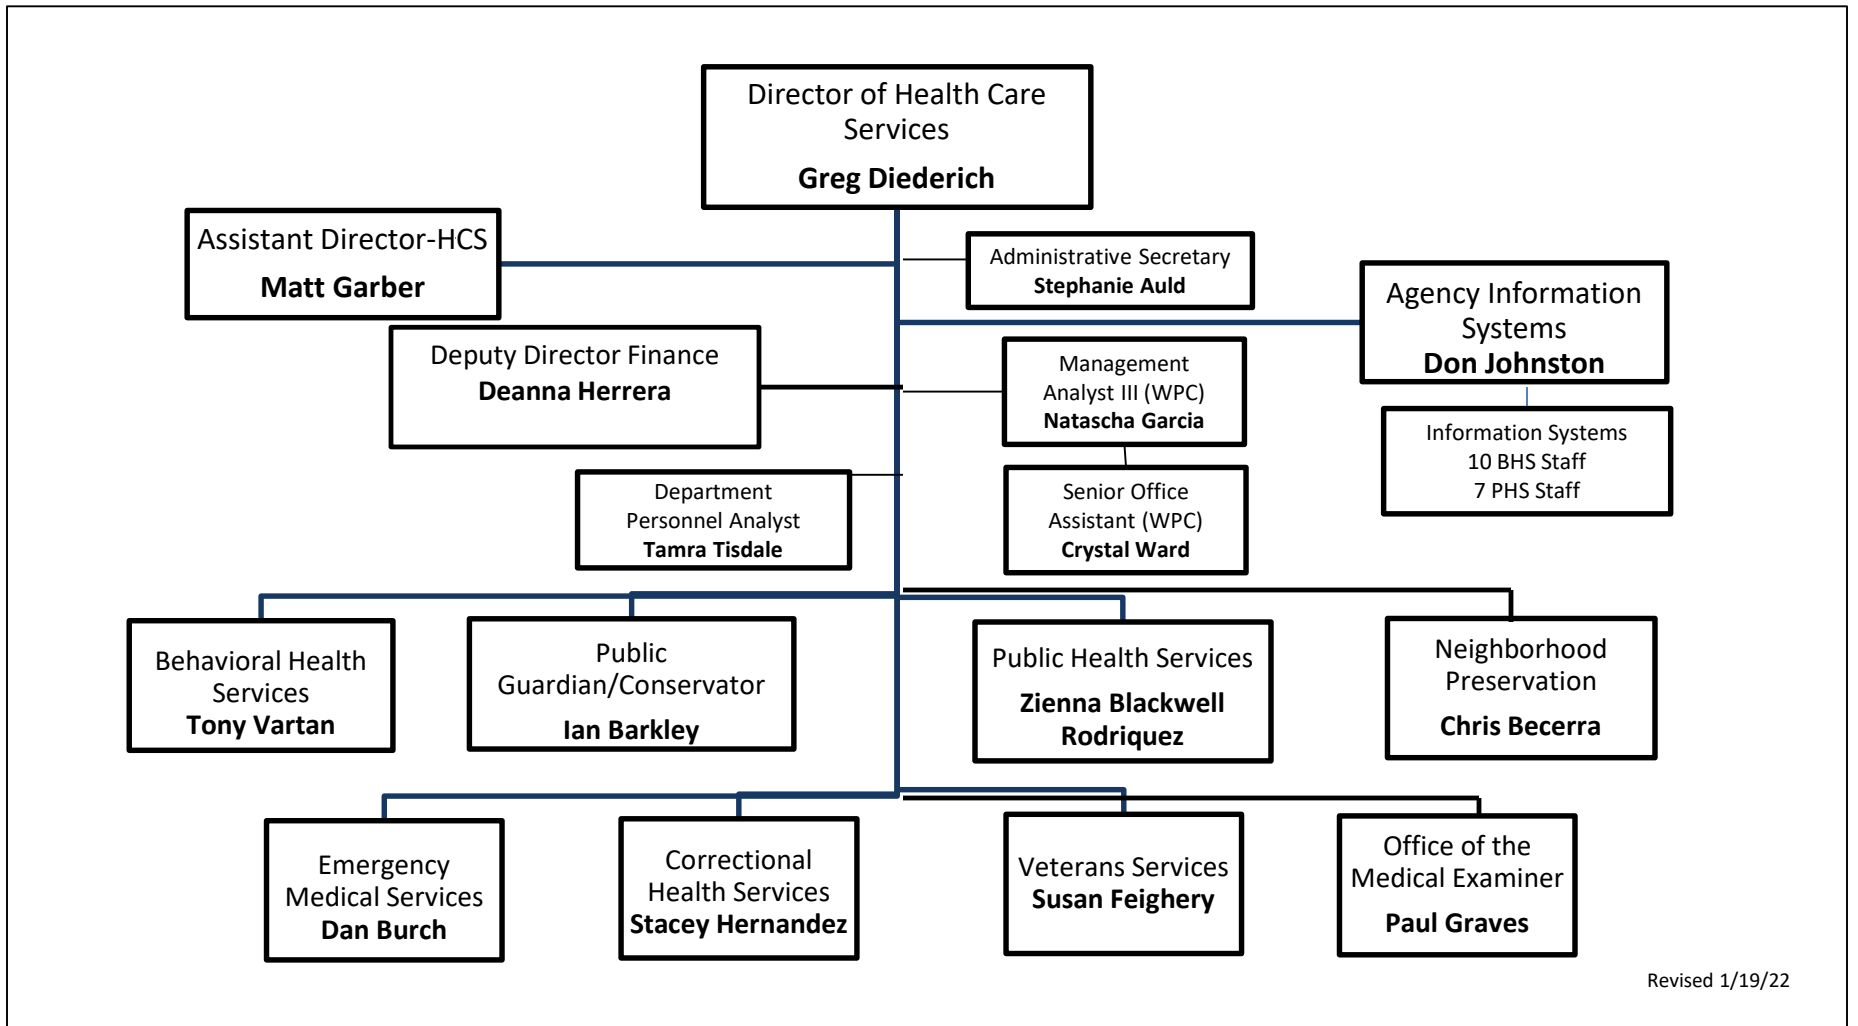 Director of Health Care
Services
Greg Diederich
Assistant Director-HCS
Matt Garber
Administrative Secretary
Stephanie Auld
Agency Information
Systems
Don Johnston
Deputy Director Finance
Deanna Herrera
Management
Analyst III (WPC)
Natascha Garcia
Information Systems
10 BHS Staff
7 PHS Staff
Department
Personnel Analyst
Tamra Tisdale
Senior Office
Assistant (WPC)
Crystal Ward
Behavioral Health
Services
Tony Vartan
Public
Guardian/Conservator
Ian Barkley
Public Health Services
Zienna Blackwell
Rodriquez
Neighborhood
Preservation
Chris Becerra
Emergency
Medical Services
Dan Burch
Correctional
Health Services
Stacey Hernandez
Veterans Services
Susan Feighery
Office of the
Medical Examiner
Paul Graves
Revised 1/19/22